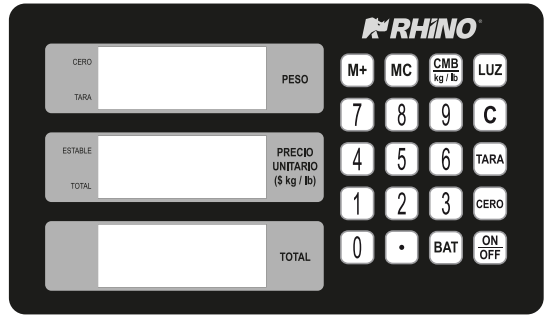 RHINO
CERO
TARA
PESO
ESTABLE
TOTAL
PRECIO
UNITARIO
($ kg / lb)
TOTAL
M+ MC CMB kg / lb LUZ
7 8 9 C
4 5 6 TARA
1 2 3 CERO
0 . BAT ON OFF